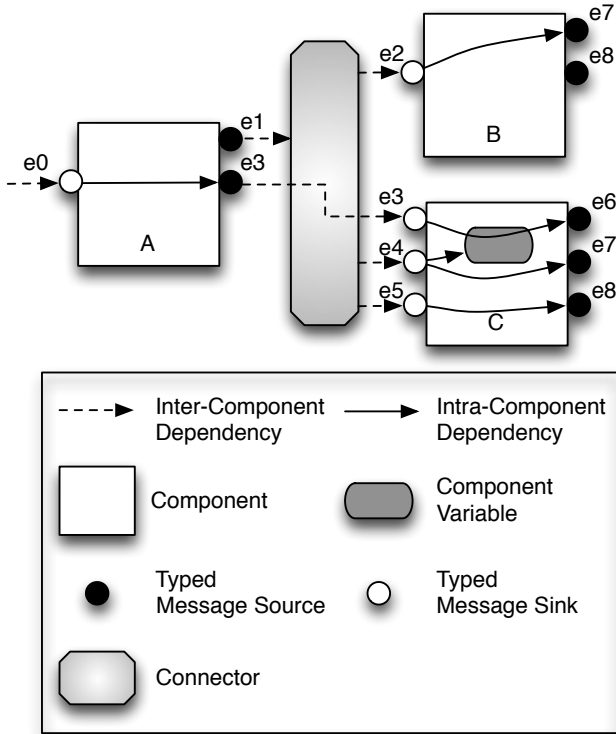 e7
e2
e8
B
e1
e0
e3
A
e3
e6
e4
e7
e5
e8
C
Inter-Component
Dependency
Intra-Component
Dependency
Component
Component
Variable
Typed
Message Source
Typed
Message Sink
Connector